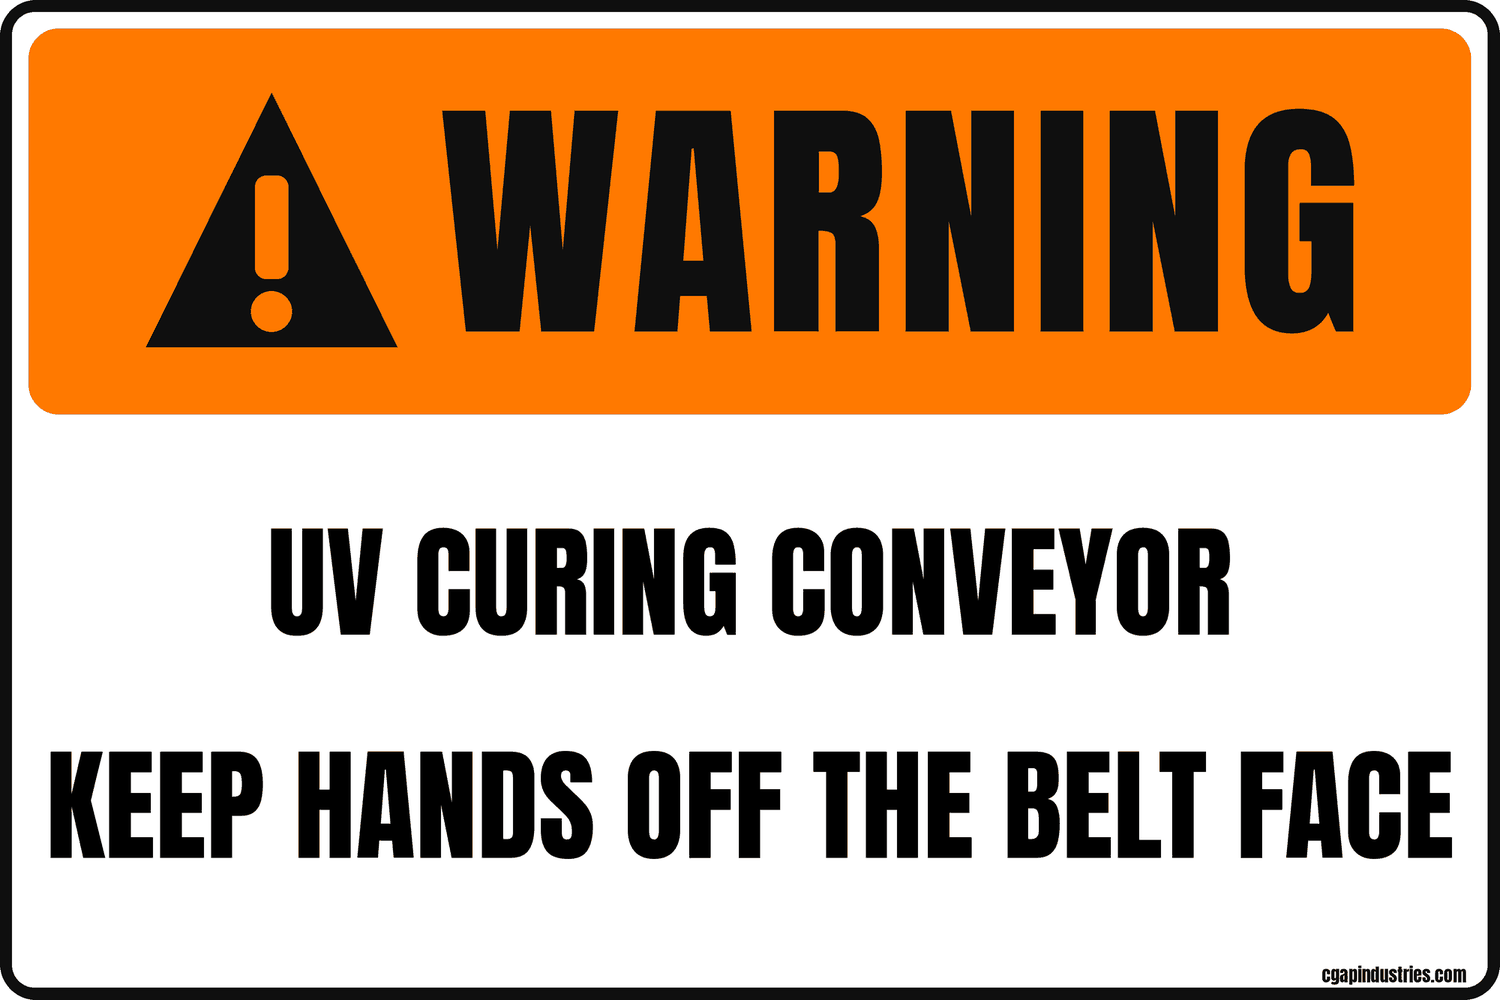 WARNING
UV CURING CONVEYOR
KEEP HANDS OFF THE BELT FACE
cgapindustries.com